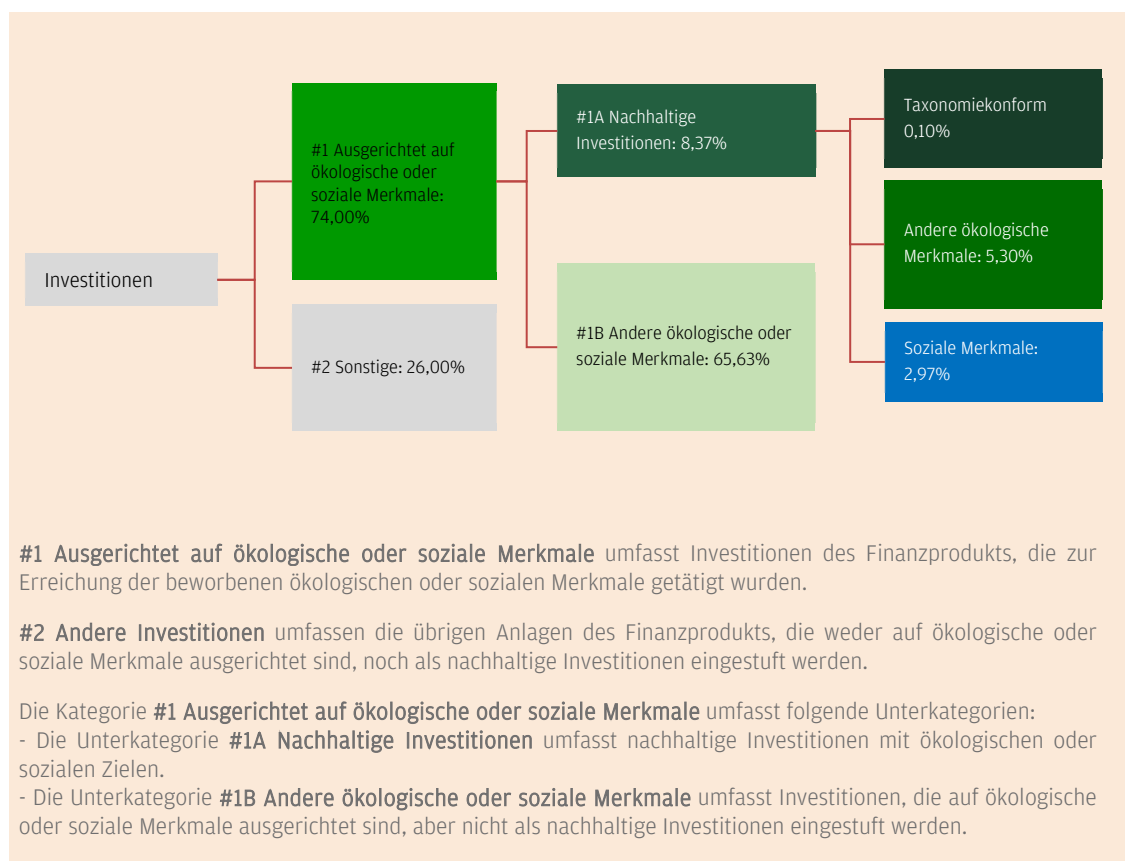 Investitionen
#1 Ausgerichtet auf
ökologische oder
soziale Merkmale:
74,00%
#2 Sonstige: 26,00%
#1A Nachhaltige
Investitionen: 8,37%
#1B Andere ökologische oder
soziale Merkmale: 65,63%
Taxonomiekonform
0,10%
Andere ökologische
Merkmale: 5,30%
Soziale Merkmale:
2,97%
#1 Ausgerichtet auf ökologische oder soziale Merkmale umfasst Investitionen des Finanzprodukts, die zur
Erreichung der beworbenen ökologischen oder sozialen Merkmale getätigt wurden.
#2 Andere Investitionen umfassen die übrigen Anlagen des Finanzprodukts, die weder auf ökologische oder
soziale Merkmale ausgerichtet sind, noch als nachhaltige Investitionen eingestuft werden.
Die Kategorie #1 Ausgerichtet auf ökologische oder soziale Merkmale umfasst folgende Unterkategorien:
- Die Unterkategorie #1A Nachhaltige Investitionen umfasst nachhaltige Investitionen mit ökologischen oder
sozialen Zielen.
- Die Unterkategorie #1B Andere ökologische oder soziale Merkmale umfasst Investitionen, die auf ökologische
oder soziale Merkmale ausgerichtet sind, aber nicht als nachhaltige Investitionen eingestuft werden.